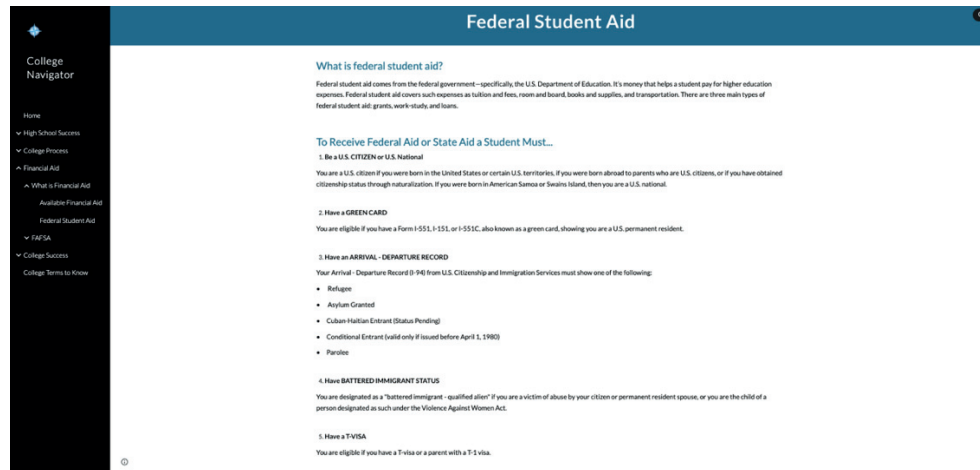 Federal Student Aid
College
Navigator
Home
High School Success
College Process
Financial Aid
What is Financial Aid
Available Financial Aid
Federal Student Aid
FAFSA
College Success
College Terms to Know
What is federal student aid?
Federal student aid comes from the federal government—specifically, the U.S. Department of Education. It's money that helps a student pay for higher education
expenses. Federal student aid covers such expenses as tuition and fees, room and board, books and supplies, and transportation. There are three main types of
federal student aid: grants, work-study, and loans.
To Receive Federal Aid or State Aid a Student Must...
1. Be a U.S. CITIZEN or U.S. National
You are a U.S. citizen if you were born in the United States or certain U.S. territories, if you were born abroad to parents who are U.S. citizens, or if you have obtained
citizenship status through naturalization. If you were born in American Samoa or Swains Island, then you are a U.S. national.
2. Have a GREEN CARD
You are eligible if you have a Form I-551, I-151, or I-551C, also known as a green card, showing you are a U.S. permanent resident.
3. Have an ARRIVAL - DEPARTURE RECORD
Your Arrival - Departure Record (I-94) from U.S. Citizenship and Immigration Services must show one of the following:
• Refugee
• Asylum Granted
• Cuban-Haitian Entrant (Status Pending)
• Conditional Entrant (valid only if issued before April 1, 1980)
• Parolee
4. Have BATTERED IMMIGRANT STATUS
You are designated as a "battered immigrant - qualified alien" if you are a victim of abuse by your citizen or permanent resident spouse, or you are the child of a
person designated as such under the Violence Against Women Act.
5. Have a T-VISA
You are eligible if you have a T-visa or a parent with a T-1 visa.